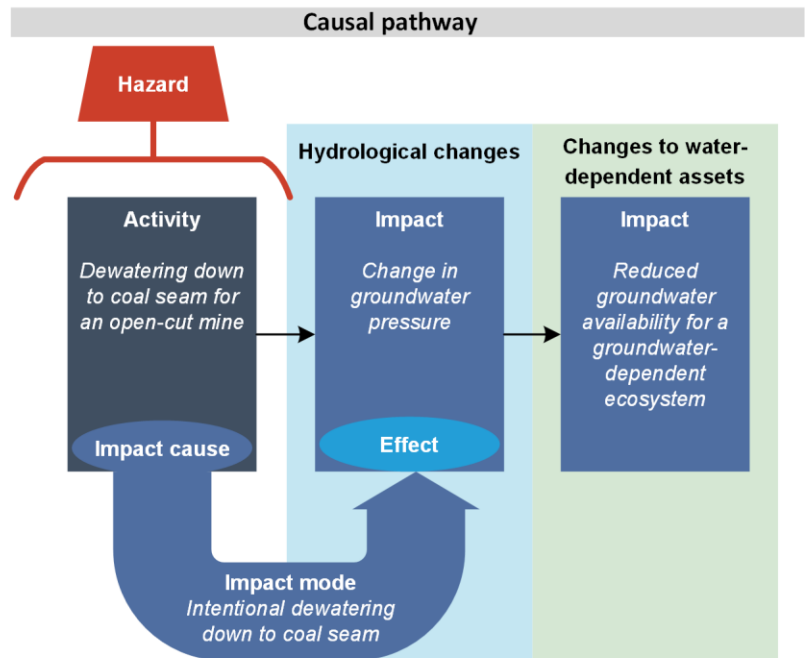 Causal pathway
Hazard
Hydrological changes
Changes to water-
dependent assets
Activity
Dewatering down
to coal seam for
an open-cut mine
Impact cause
Impact
Change in
groundwater
pressure
Effect
Impact
Reduced
groundwater
availability for a
groundwater-
dependent
ecosystem
Impact mode
Intentional dewatering
down to coal seam